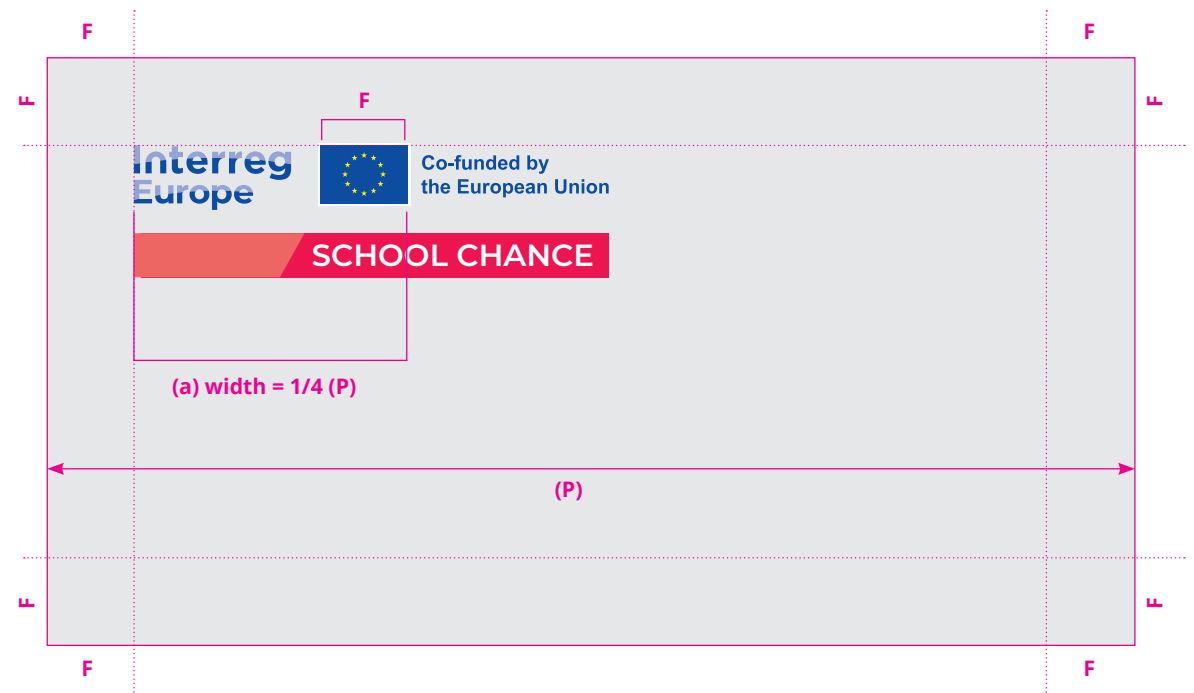 F
F
F
F
F
Interreg
Europe
Co-funded by
the European Union
SCHOOL CHANCE
(a) width = 1/4 (P)
(P)
F
F
F
F